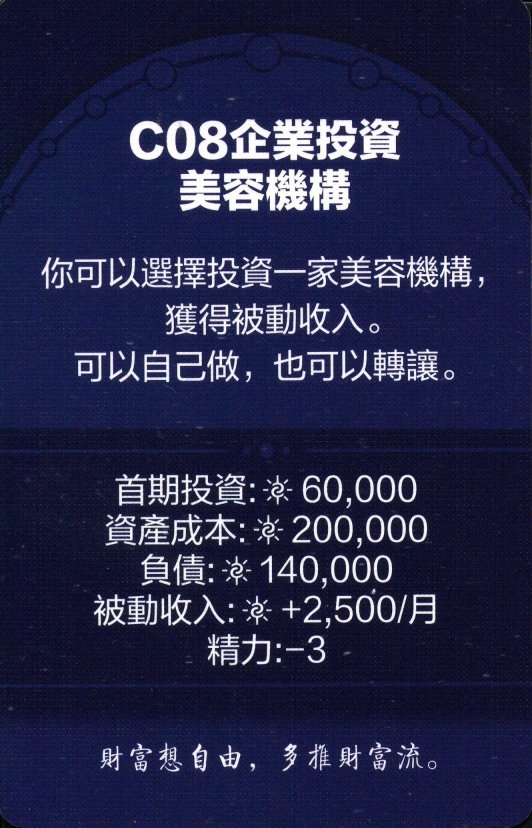 C08企業投資
美容機構
你可以選擇投資一家美容機構，
獲得被動收入。
可以自己做，也可以轉讓。
首期投資: 60,000
資產成本: 200,000
負債: 140,000
被動收入: +2,500/月
精力:-3
財富想自由，多推財富流。